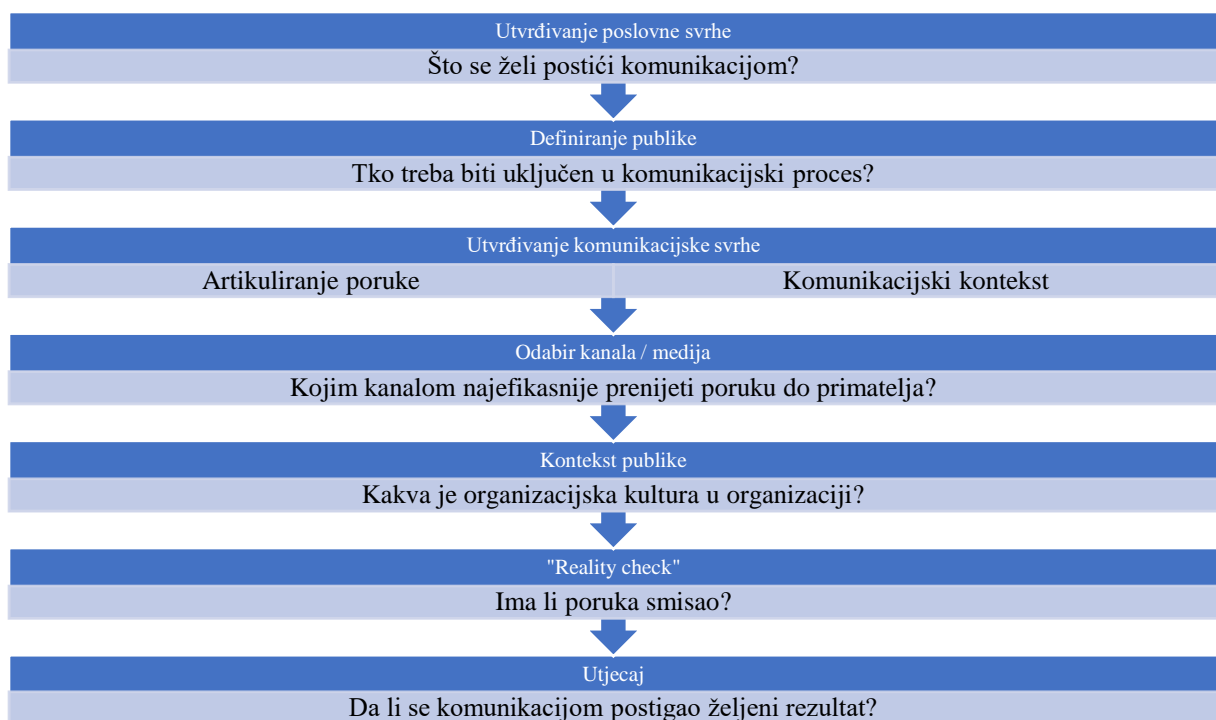 Utvrđivanje poslovne svrhe
Što se želi postići komunikacijom?
Definiranje publike
Tko treba biti uključen u komunikacijski proces?
Utvrđivanje komunikacijske svrhe
Artikuliranje poruke
Komunikacijski kontekst
Odabir kanala / medija
Kojim kanalom najefikasnije prenijeti poruku do primatelja?
Kontekst publike
Kakva je organizacijska kultura u organizaciji?
"Reality check"
Ima li poruka smisao?
Utjecaj
Da li se komunikacijom postigao željeni rezultat?